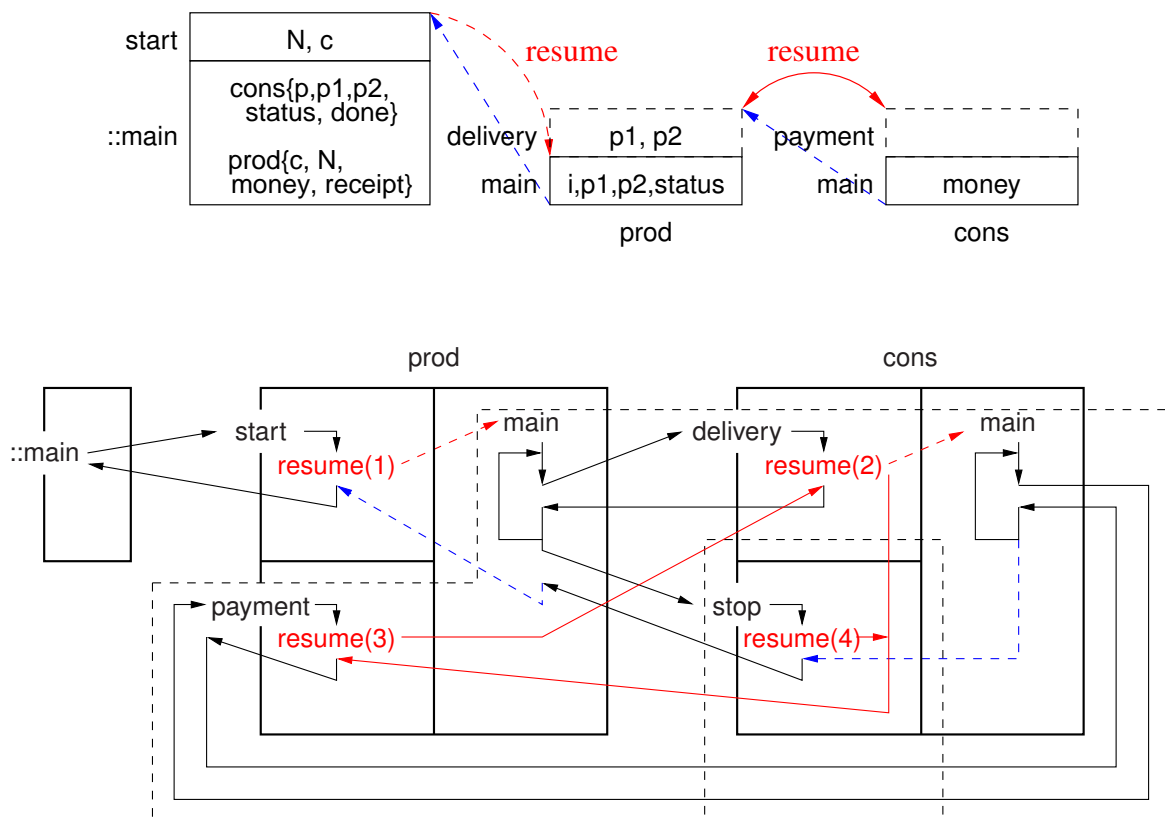 start
N, c
resume
resume
cons{p,p1,p2,
status, done}
::main
delivery
p1, p2
payment
prod{c, N,
money, receipt}
main
i,p1,p2,status
main
money
prod
cons
prod
cons
start
main
delivery
main
::main
resume(1)
resume(2)
payment
stop
resume(3)
resume(4)